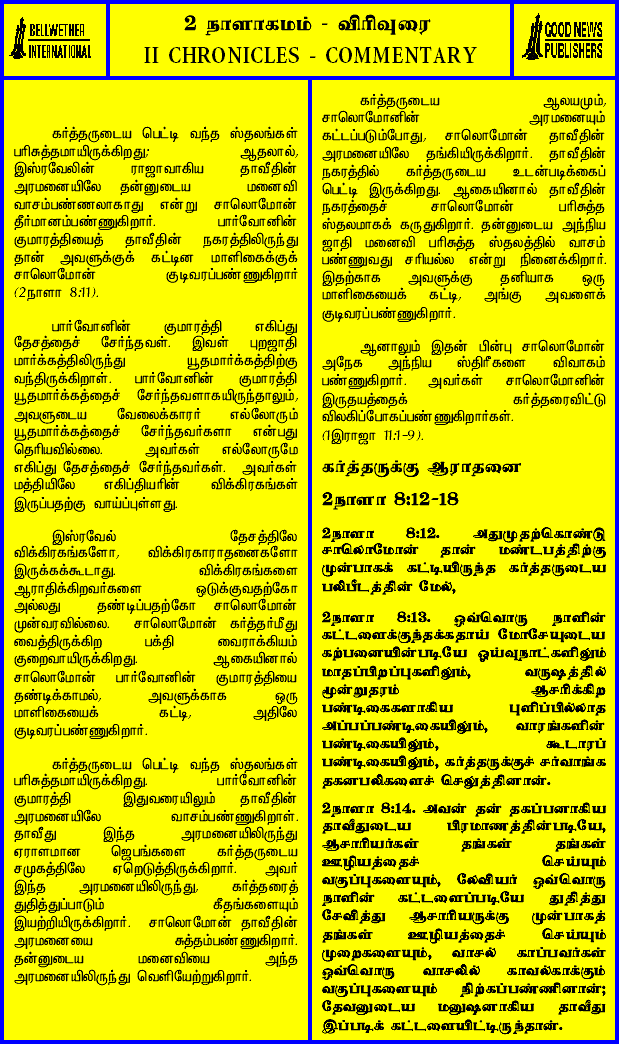 BELLWETHER
INTERNATIONAL
2 நாளாகமம் - விரிவுரை
II CHRONICLES - COMMENTARY
GOOD NEWS
PUBLISHERS
கர்த்தருடைய பெட்டி வந்த ஸ்தலங்கள்
பரிசுத்தமாயிருக்கிறது; ஆதலால்,
இஸ்ரவேலின் ராஜாவாகிய தாவீதின்
அரமனையிலே தன்னுடைய மனைவி
வாசம்பண்ணலாகாது என்று சாலொமோன்
தீர்மானம்பண்ணுகிறார். பார்வோனின்
குமாரத்தியைத் தாவீதின் நகரத்திலிருந்து
தான் அவளுக்குக் கட்டின மாளிகைக்குக்
சாலொமோன் குடிவரப்பண்ணுகிறார்
(2நாளா 8:11).
பார்வோனின் குமாரத்தி எகிப்து
தேசத்தைச் சேர்ந்தவள். இவள் புறஜாதி
மார்க்கத்திலிருந்து யூதமார்க்கத்திற்கு
வந்திருக்கிறாள். பார்வோனின் குமாரத்தி
யூதமார்க்கத்தைச் சேர்ந்தவளாகயிருந்தாலும்,
அவளுடைய வேலைக்காரர் எல்லோரும்
யூதமார்க்கத்தைச் சேர்ந்தவர்களா என்பது
தெரியவில்லை. அவர்கள் எல்லோருமே
எகிப்து தேசத்தைச் சேர்ந்தவர்கள். அவர்கள்
மத்தியிலே எகிப்தியரின் விக்கிரகங்கள்
இருப்பதற்கு வாய்ப்புள்ளது.
இஸ்ரவேல் தேசத்திலே
விக்கிரகங்களோ, விக்கிரகாராதனைகளோ
இருக்கக்கூடாது. விக்கிரகங்களை
ஆராதிக்கிறவர்களை ஒடுக்குவதற்கோ
அல்லது தண்டிப்பதற்கோ சாலொமோன்
முன்வரவில்லை. சாலொமோன் கர்த்தர்மீது
வைத்திருக்கிற பக்தி வைராக்கியம்
குறைவாயிருக்கிறது. ஆகையினால்
சாலொமோன் பார்வோனின் குமாரத்தியை
தண்டிக்காமல், அவளுக்காக ஒரு
மாளிகையைக் கட்டி, அதிலே
குடிவரப்பண்ணுகிறார்.
கர்த்தருடைய பெட்டி வந்த ஸ்தலங்கள்
பரிசுத்தமாயிருக்கிறது. பார்வோனின்
குமாரத்தி இதுவரையிலும் தாவீதின்
அரமனையிலே வாசம்பண்ணுகிறாள்.
தாவீது இந்த அரமனையிலிருந்து
ஏராளமான ஜெபங்களை கர்த்தருடைய
சமுகத்திலே ஏறெடுத்திருக்கிறார். அவர்
இந்த அரமனையிலிருந்து, கர்த்தரைத்
துதித்துப்பாடும் கீதங்களையும்
இயற்றியிருக்கிறார். சாலொமோன் தாவீதின்
அரமனையை சுத்தம்பண்ணுகிறார்.
தன்னுடைய மனைவியை அந்த
அரமனையிலிருந்து வெளியேற்றுகிறார்.
கர்த்தருடைய ஆலயமும்,
சாலொமோனின் அரமனையும்
கட்டப்படும்போது, சாலொமோன் தாவீதின்
அரமனையிலே தங்கியிருக்கிறார். தாவீதின்
நகரத்தில் கர்த்தருடைய உடன்படிக்கைப்
பெட்டி இருக்கிறது. ஆகையினால் தாவீதின்
நகரத்தைச் சாலொமோன் பரிசுத்த
ஸ்தலமாகக் கருதுகிறார். தன்னுடைய அந்நிய
ஜாதி மனைவி பரிசுத்த ஸ்தலத்தில் வாசம்
பண்ணுவது சரியல்ல என்று நினைக்கிறார்.
இதற்காக அவளுக்கு தனியாக ஒரு
மாளிகையைக் கட்டி, அங்கு அவளைக்
குடிவரப்பண்ணுகிறார்.
ஆனாலும் இதன் பின்பு சாலொமோன்
அநேக அந்நிய ஸ்திரீகளை விவாகம்
பண்ணுகிறார். அவர்கள் சாலொமோனின்
இருதயத்தைக் கர்த்தரைவிட்டு
விலகிப்போகப்பண்ணுகிறார்கள்.
(1இராஜா 11:1-9).
கர்த்தருக்கு ஆராதனை
2நாளா 8:12-18
2நாளா 8:12. அதுமுதற்கொண்டு
சாலொமோன் தான் மண்டபத்திற்கு
முன்பாகக் கட்டியிருந்த கர்த்தருடைய
பலிபீடத்தின் மேல்,
2நாளா 8:13. ஒவ்வொரு நாளின்
கட்டளைக்குத்தக்கதாய் மோசேயுடைய
கற்பனையின்படியே ஓய்வுநாட்களிலும்
மாதப்பிறப்புகளிலும், வருஷத்தில்
மூன்றுதரம் ஆசரிக்கிற
பண்டிகைகளாகிய புளிப்பில்லாத
அப்பப்பண்டிகையிலும், வாரங்களின்
பண்டிகையிலும், கூடாரப்
பண்டிகையிலும், கர்த்தருக்குச் சர்வாங்க
தகனபலிகளைச் செலுத்தினான்.
2நாளா 8:14. அவன் தன் தகப்பனாகிய
தாவீதுடைய பிரமாணத்தின்படியே,
ஆசாரியர்கள் தங்கள் தங்கள்
ஊழியத்தைச் செய்யும்
வகுப்புகளையும், லேவியர் ஒவ்வொரு
நாளின் கட்டளைப்படியே துதித்து
சேவித்து ஆசாரியருக்கு முன்பாகத்
தங்கள் ஊழியத்தைச் செய்யும்
முறைகளையும், வாசல் காப்பவர்கள்
ஒவ்வொரு வாசலில் காவல்காக்கும்
வகுப்புகளையும் நிற்கப்பண்ணினான்;
தேவனுடைய மனுஷனாகிய தாவீது
இப்படிக் கட்டளையிட்டிருந்தான்.